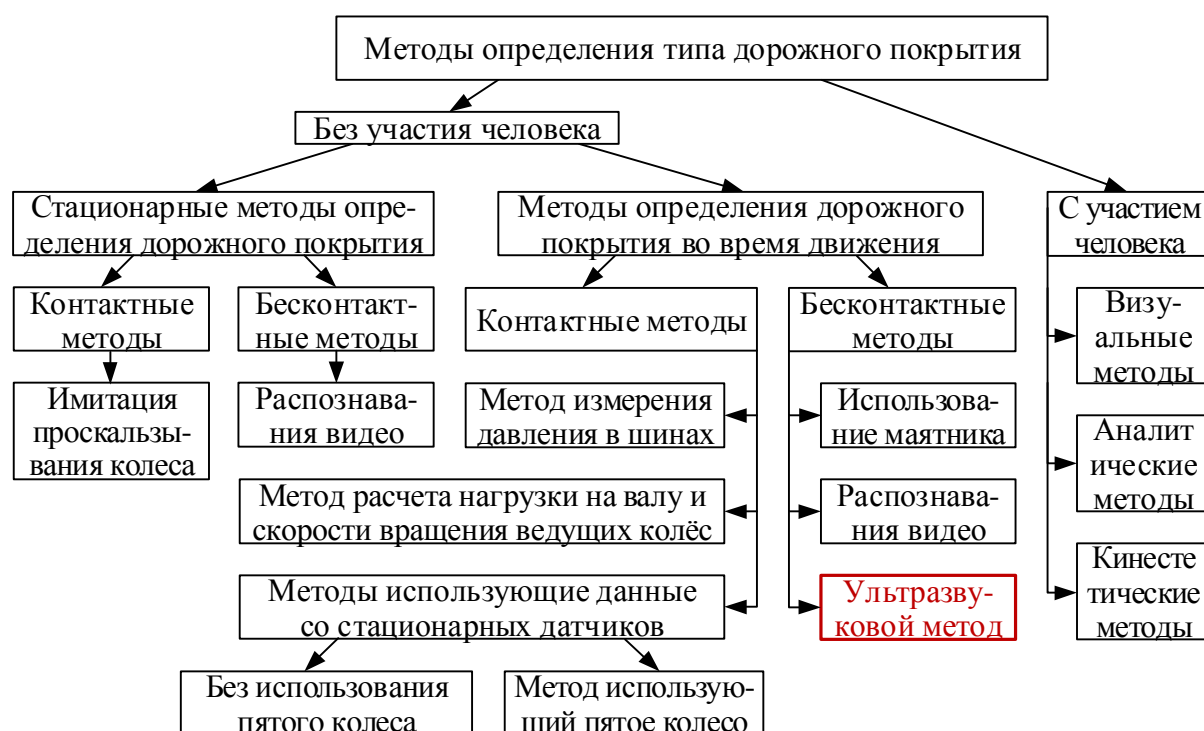 Методы определения типа дорожного покрытия
Без участия человека
Стационарные методы опре-
деления дорожного покрытия
Методы определения дорожного
покрытия во время движения
С участием
человека
Контактные
методы
Бесконтакт-
ные методы
Контактные методы
Бесконтактные
методы
Визу-
альные
методы
Имитация
проскальзы-
вания колеса
Распознава-
ния видео
Метод измерения
давления в шинах
Использова-
ние маятника
Аналит
ические
методы
Метод расчета нагрузки на валу и
скорости вращения ведущих колёс
Распознава-
ния видео
Кинесте
тические
методы
Методы использующие данные
со стационарных датчиков
Ультразву-
ковой метод
Без использования
пятого колеса
Метод использую-
щий пятое колесо